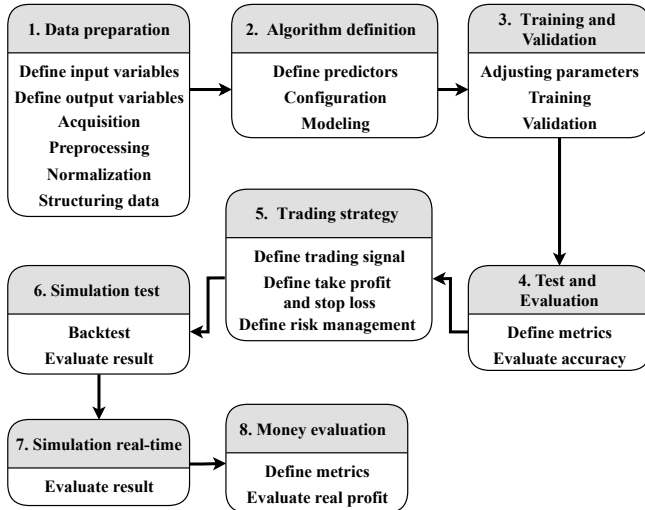 1. Data preparation
Define input variables
Define output variables
Acquisition
Preprocessing
Normalization
Structuring data
2. Algorithm definition
Define predictors
Configuration
Modeling
3. Training and
Validation
Adjusting parameters
Training
Validation
4. Test and
Evaluation
Define metrics
Evaluate accuracy
5. Trading strategy
Define trading signal
Define take profit
and stop loss
Define risk management
6. Simulation test
Backtest
Evaluate result
7. Simulation real-time
Evaluate result
8. Money evaluation
Define metrics
Evaluate real profit